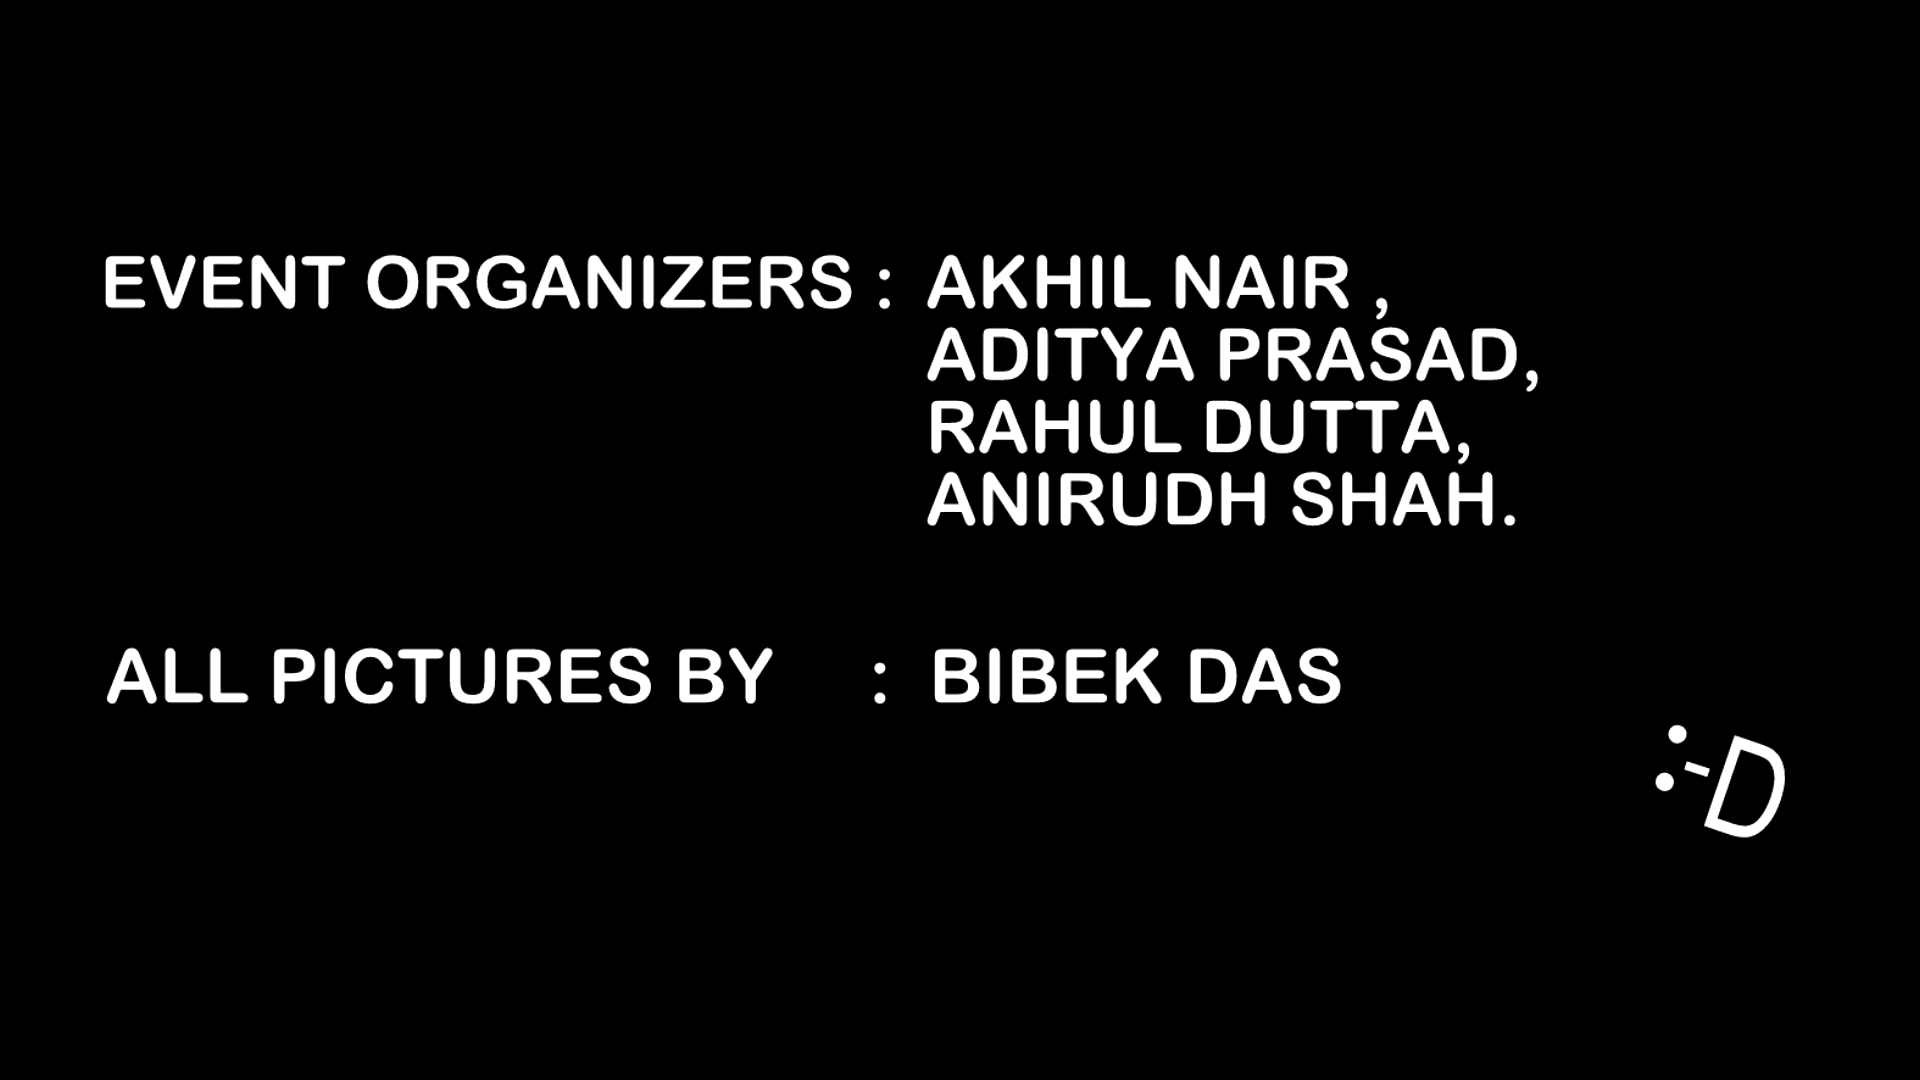 EVENT ORGANIZERS : AKHIL NAIR ,
ADITYA PRASAD,
RAHUL DUTTA,
ANIRUDH SHAH.
ALL PICTURES BY : BIBEK DAS
:-D